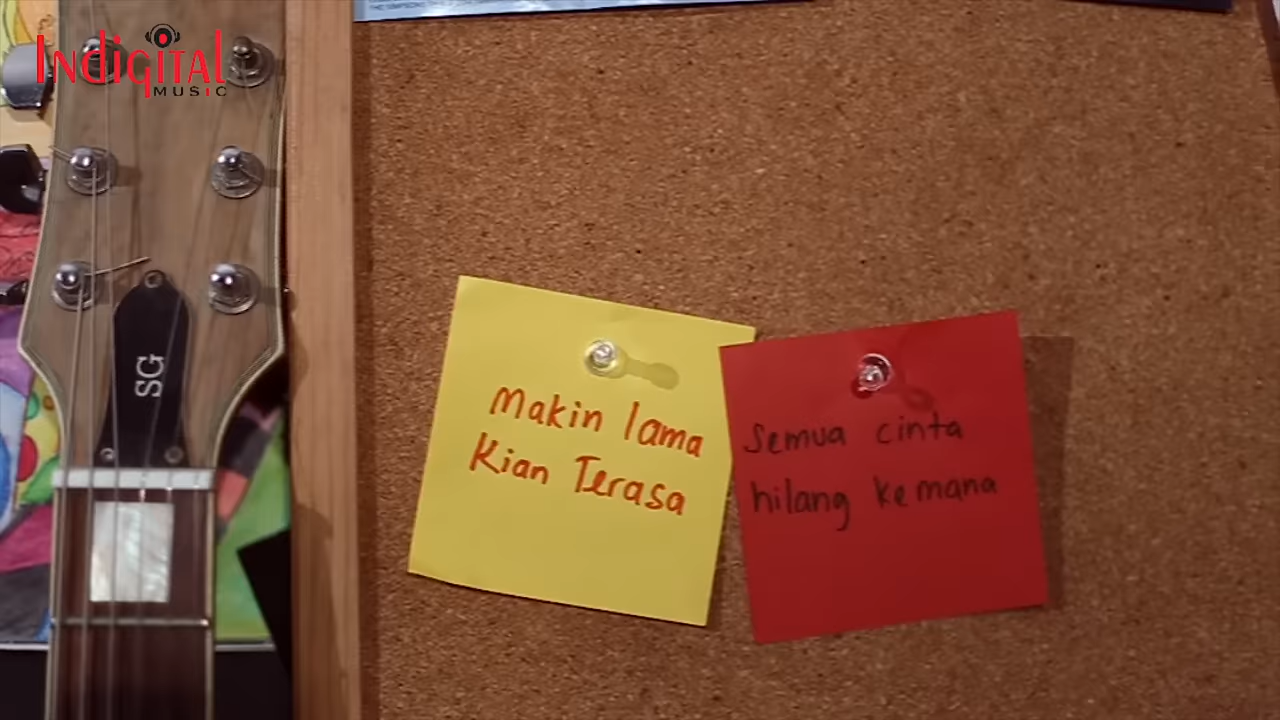 Indigital
MUSIC
SG
Makin lama
Kian Terasa
Semua cinta
hilang kemana